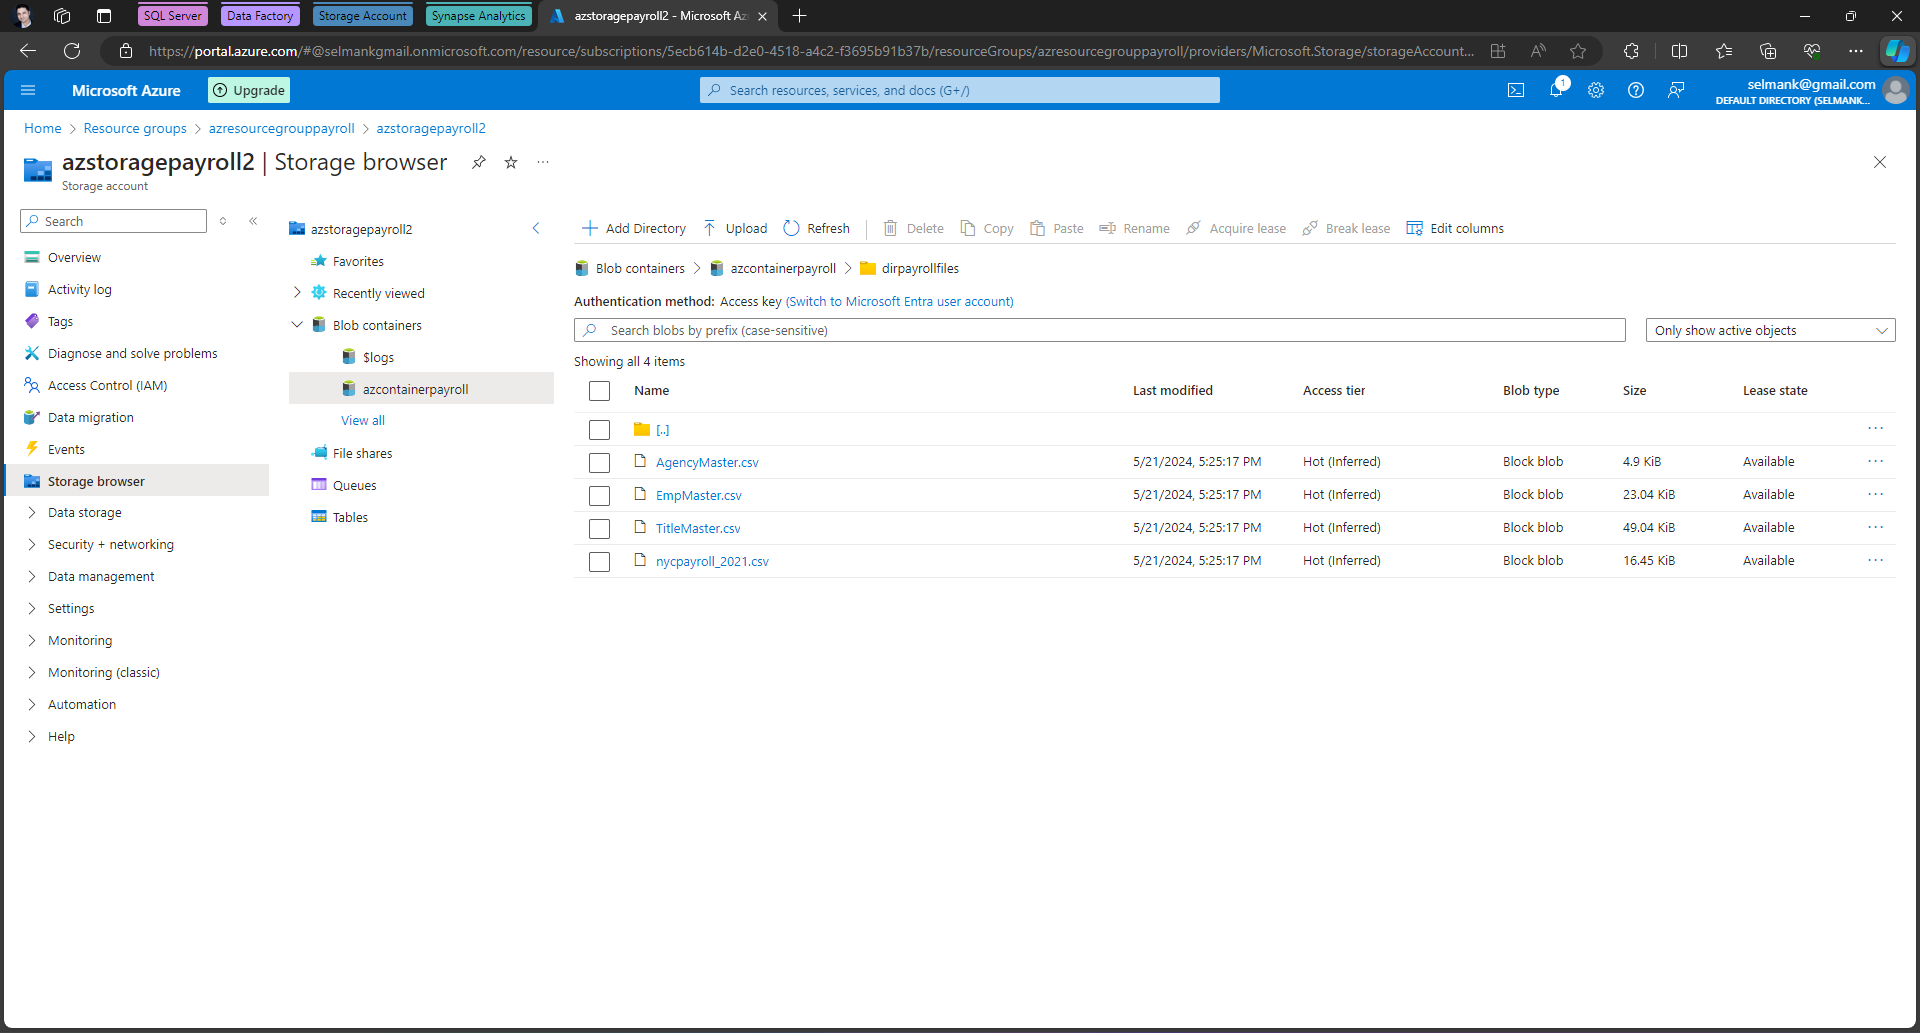 SQL Server
Data Factory
Storage Account
Synapse Analytics
azstoragepayroll2 - Microsoft Az
https://portal.azure.com/#@selmankgmail.onmicrosoft.com/resource/subscriptions/5ecb614b-d2e0-4518-a4c2-f3695b91b37b/resourceGroups/azresourcegrouppayroll/providers/Microsoft.Storage/storageAccount...
Microsoft Azure
Upgrade
Search resources, services, and docs (G+/)
1
selmank@gmail.com
DEFAULT DIRECTORY (SELMANK...
Home > Resource groups > azresourcegrouppayroll > azstoragepayroll2
azstoragepayroll2 | Storage browser
Storage account
Search
Overview
Activity log
Tags
Diagnose and solve problems
Access Control (IAM)
Data migration
Events
Storage browser
Data storage
Security + networking
Data management
Settings
Monitoring
Monitoring (classic)
Automation
Help
azstoragepayroll2
Favorites
Recently viewed
Blob containers
$logs
azcontainerpayroll
View all
File shares
Queues
Tables
Add Directory Upload Refresh Delete Copy Paste Rename Acquire lease Break lease Edit columns
Blob containers > azcontainerpayroll > dirpayrollfiles
Authentication method: Access key (Switch to Microsoft Entra user account)
Search blobs by prefix (case-sensitive)
Only show active objects
Showing all 4 items
Name Last modified Access tier Blob type Size Lease state
[..]
AgencyMaster.csv 5/21/2024, 5:25:17 PM Hot (Inferred) Block blob 4.9 KiB Available
EmpMaster.csv 5/21/2024, 5:25:17 PM Hot (Inferred) Block blob 23.04 KiB Available
TitleMaster.csv 5/21/2024, 5:25:17 PM Hot (Inferred) Block blob 49.04 KiB Available
nycpayroll_2021.csv 5/21/2024, 5:25:17 PM Hot (Inferred) Block blob 16.45 KiB Available